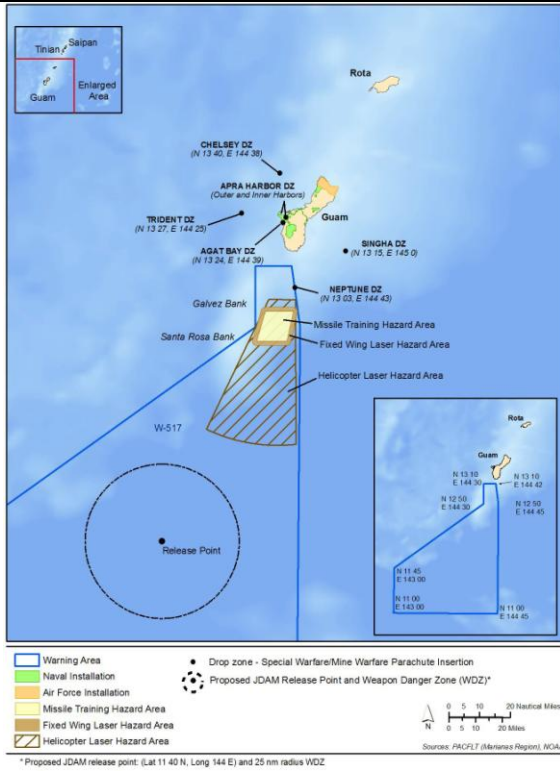 Tinian
Saipan
Guam
Enlarged
Area
Rota
CHELSEY DZ
(N 13 40, E 144 38)
APRA HARBOR DZ
(Outer and Inner Harbors)
TRIDENT DZ
(N 13 27, E 144 25)
Guam
AGAT BAY DZ
(N 13 24, E 144 39)
SINGHA DZ
(N 13 15, E 145 0)
NEPTUNE DZ
(N 13 03, E 144 43)
Galvez Bank
Missile Training Hazard Area
Santa Rosa Bank
Fixed Wing Laser Hazard Area
Helicopter Laser Hazard Area
W-517
Release Point
Rota
Guam
N 13 10
E 144 30
N 13 10
E 144 42
N 12 50
E 144 30
N 12 50
E 144 45
N 11 45
E 143 00
N 11 00
E 143 00
N 11 00
E 144 45
Warning Area
Naval Installation
Air Force Installation
Missile Training Hazard Area
Fixed Wing Laser Hazard Area
Helicopter Laser Hazard Area
Drop zone - Special Warfare/Mine Warfare Parachute Insertion
Proposed JDAM Release Point and Weapon Danger Zone (WDZ)*
N
0 5 10 20 Nautical Miles
0 5 10 20 Miles
Sources: PACFLT (Marianas Region), NOAA
* Proposed JDAM release point: (Lat 11 40 N, Long 144 E) and 25 nm radius WDZ